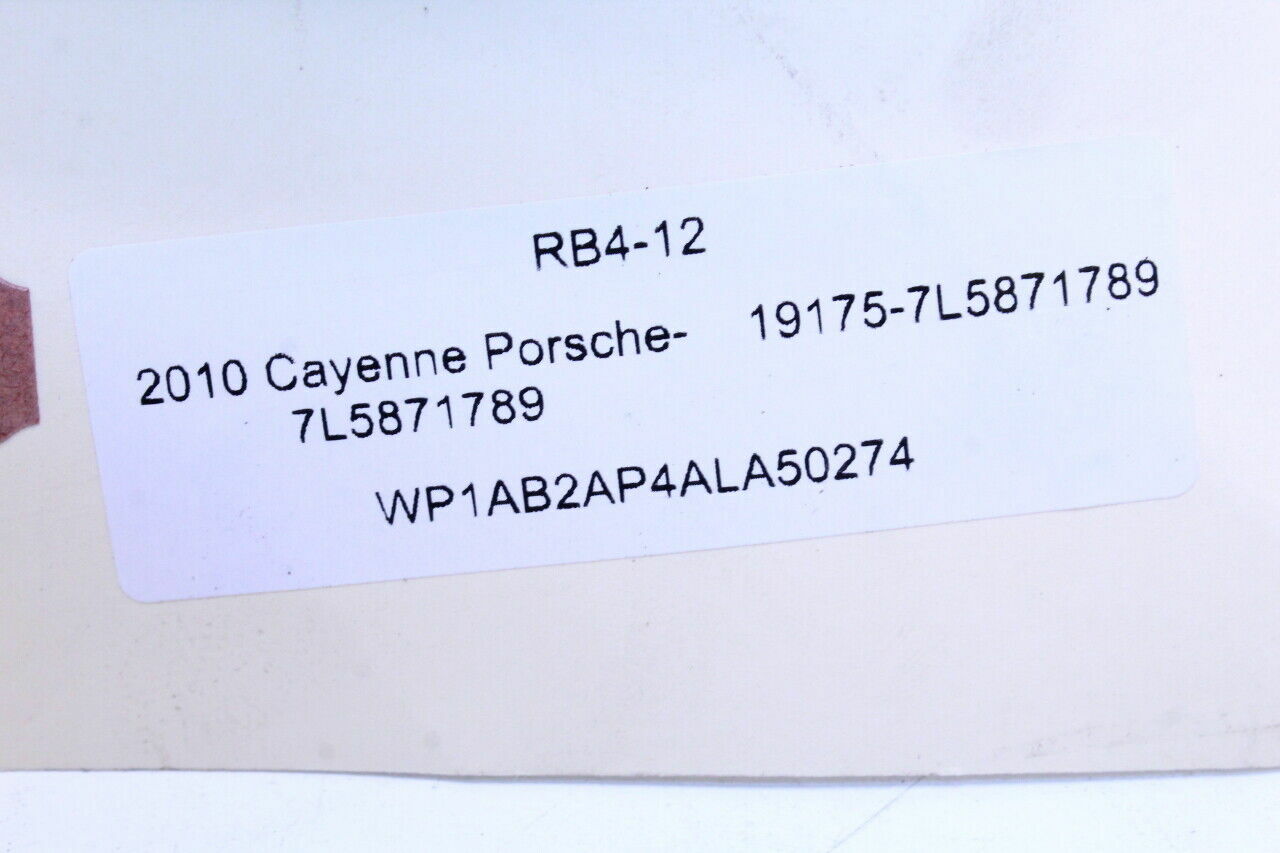 RB4-12
2010 Cayenne Porsche- 19175-7L5871789
7L5871789
WP1AB2AP4ALA50274